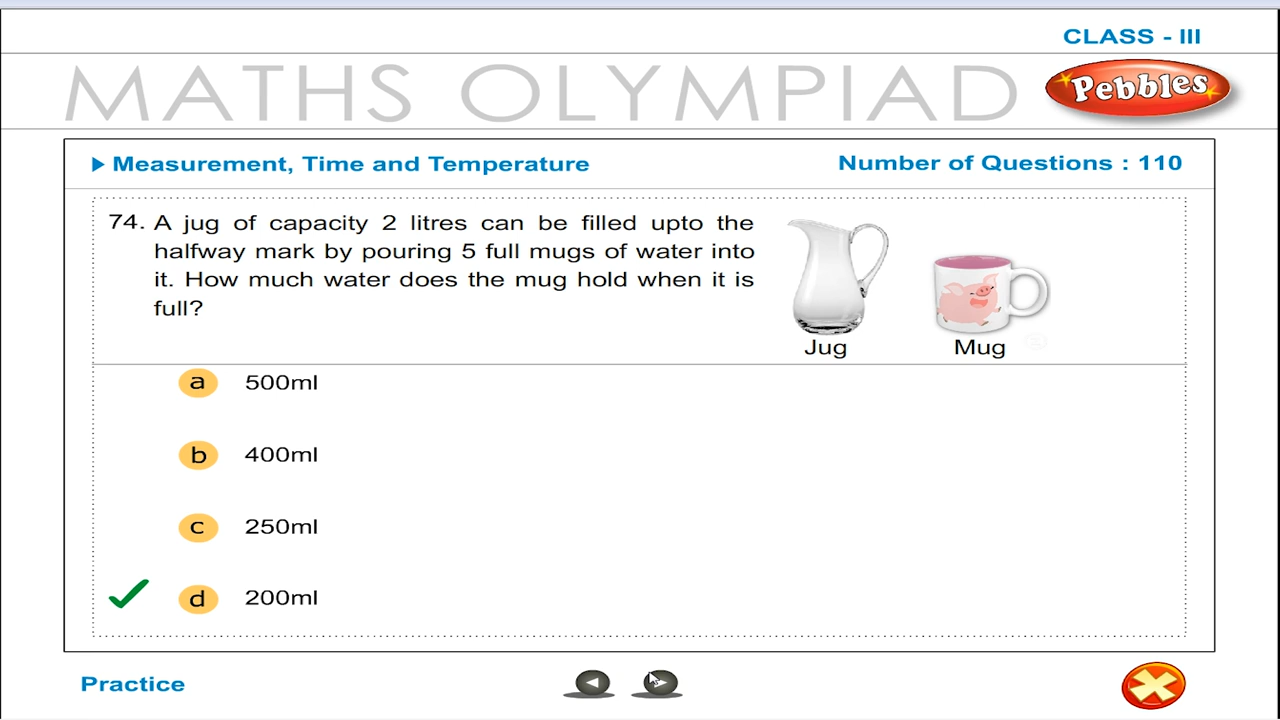 CLASS - III
MATHS OLYMPIAD
Pebbles
Measurement, Time and Temperature
Number of Questions : 110
74. A jug of capacity 2 litres can be filled upto the
halfway mark by pouring 5 full mugs of water into
it. How much water does the mug hold when it is
full?
Jug
Mug
a 500ml
b 400ml
c 250ml
d 200ml
Practice